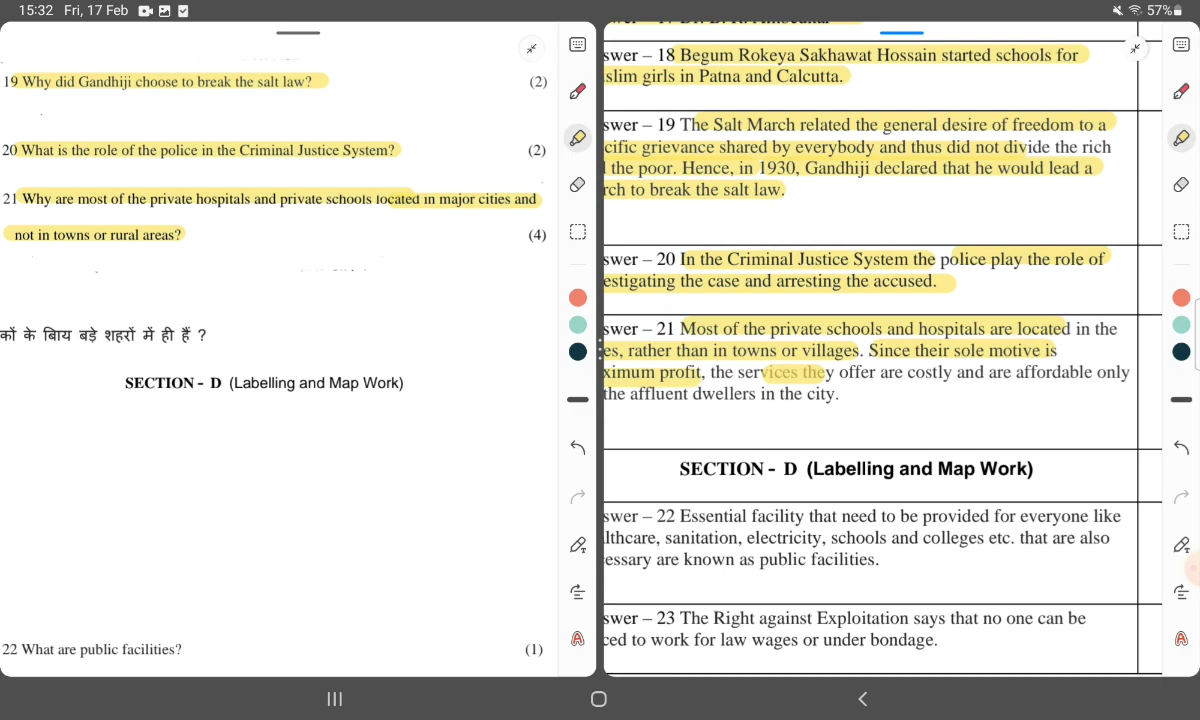 15:32 Fri, 17 Feb
57%
19 Why did Gandhiji choose to break the salt law? (2)
20 What is the role of the police in the Criminal Justice System? (2)
21 Why are most of the private hospitals and private schools located in major cities and
not in towns or rural areas? (4)
कों के बिाय बड़े शहरों में ही हैं ?
SECTION - D (Labelling and Map Work)
22 What are public facilities? (1)
swer – 18 Begum Rokeya Sakhawat Hossain started schools for
slim girls in Patna and Calcutta.
swer – 19 The Salt March related the general desire of freedom to a
cific grievance shared by everybody and thus did not divide the rich
the poor. Hence, in 1930, Gandhiji declared that he would lead a
rch to break the salt law.
swer – 20 In the Criminal Justice System the police play the role of
estigating the case and arresting the accused.
swer – 21 Most of the private schools and hospitals are located in the
es, rather than in towns or villages. Since their sole motive is
ximum profit, the services they offer are costly and are affordable only
the affluent dwellers in the city.
SECTION - D (Labelling and Map Work)
swer – 22 Essential facility that need to be provided for everyone like
lthcare, sanitation, electricity, schools and colleges etc. that are also
essary are known as public facilities.
swer – 23 The Right against Exploitation says that no one can be
ced to work for law wages or under bondage.